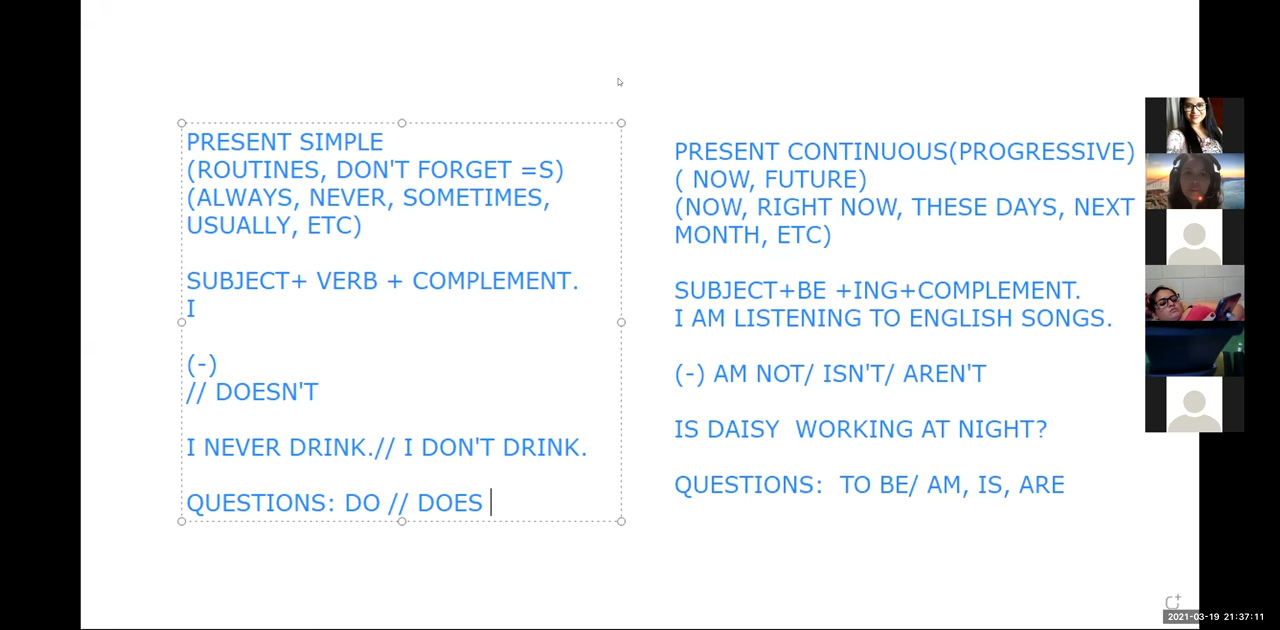 PRESENT SIMPLE
(ROUTINES, DON'T FORGET =S)
(ALWAYS, NEVER, SOMETIMES,
USUALLY, ETC)
SUBJECT+ VERB + COMPLEMENT.
I
(-)
// DOESN'T
I NEVER DRINK.// I DON'T DRINK.
QUESTIONS: DO // DOES
PRESENT CONTINUOUS(PROGRESSIVE)
( NOW, FUTURE)
(NOW, RIGHT NOW, THESE DAYS, NEXT
MONTH, ETC)
SUBJECT+BE +ING+COMPLEMENT.
I AM LISTENING TO ENGLISH SONGS.
(-) AM NOT/ ISN'T/ AREN'T
IS DAISY  WORKING AT NIGHT?
QUESTIONS:  TO BE/ AM, IS, ARE
2021-03-19 21:37:11